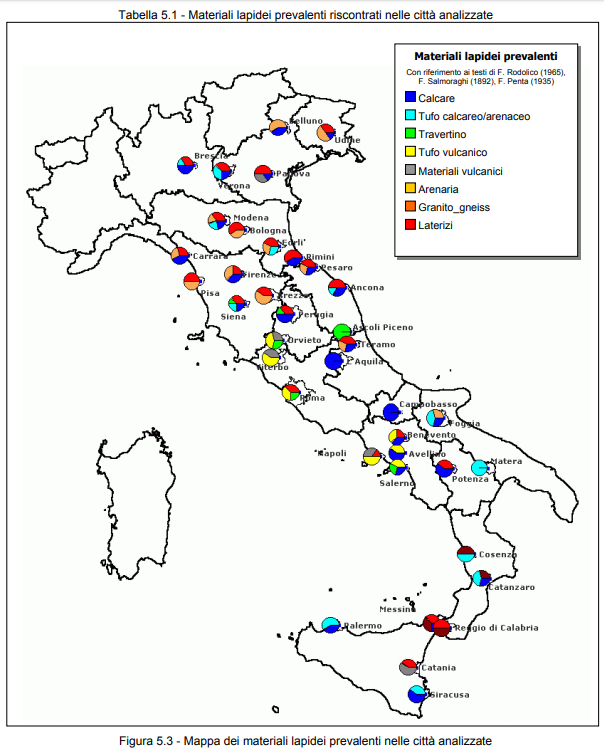 Tabella 5.1 - Materiali lapidei prevalenti riscontrati nelle città analizzate
Materiali lapidei prevalenti
Con riferimento ai testi di F. Rodolico (1965),
F. Salmoraghi (1892), F. Penta (1935)
Calcare
Tufo calcareo/arenaceo
Travertino
Tufo vulcanico
Materiali vulcanici
Arenaria
Granito_gneiss
Laterizi
Belluno
Udine
Brescia
Verona
Padova
Modena
Bologna
Forli'
Carrara
Rimini
Firenze
Pesaro
Pisa
Arezzo
Ancona
Siena
Perugia
Ascoli Piceno
Orvieto
Teramo
Viterbo
L'Aquila
Roma
Campobasso
Foggia
Benevento
Napoli
Avellino
Matera
Salerno
Potenza
Cosenza
Catanzaro
Messina
Palermo
Reggio di Calabria
Catania
Siracusa
Figura 5.3 - Mappa dei materiali lapidei prevalenti nelle città analizzate